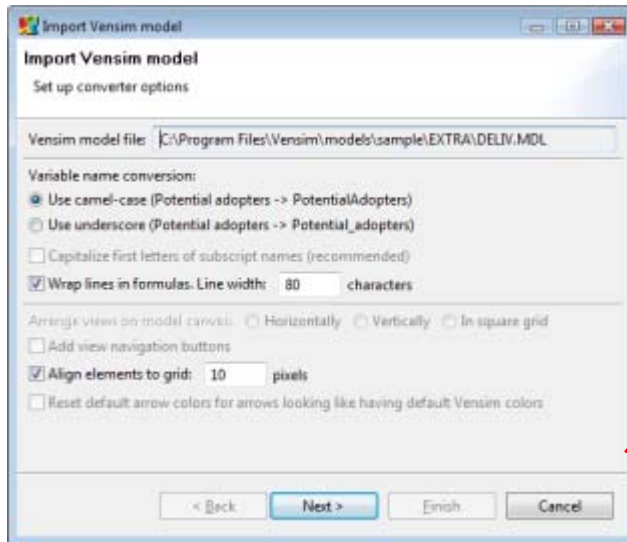 Import Vensim model
Import Vensim model
Set up converter options
Vensim model file: C:\Program Files\Vensim\models\sample\EXTRA\DELIV.MDL
Variable name conversion:
Use camel-case (Potential adopters -> PotentialAdopters)
Use underscore (Potential adopters -> Potential_adopters)
Capitalize first letters of subscript names (recommended)
Wrap lines in formulas. Line width: 80 characters
Arrange views on model canvas: Horizontally Vertically In square grid
Add view navigation buttons
Align elements to grid: 10 pixels
Reset default arrow colors for arrows looking like having default Vensim colors
< Back Next > Finish Cancel